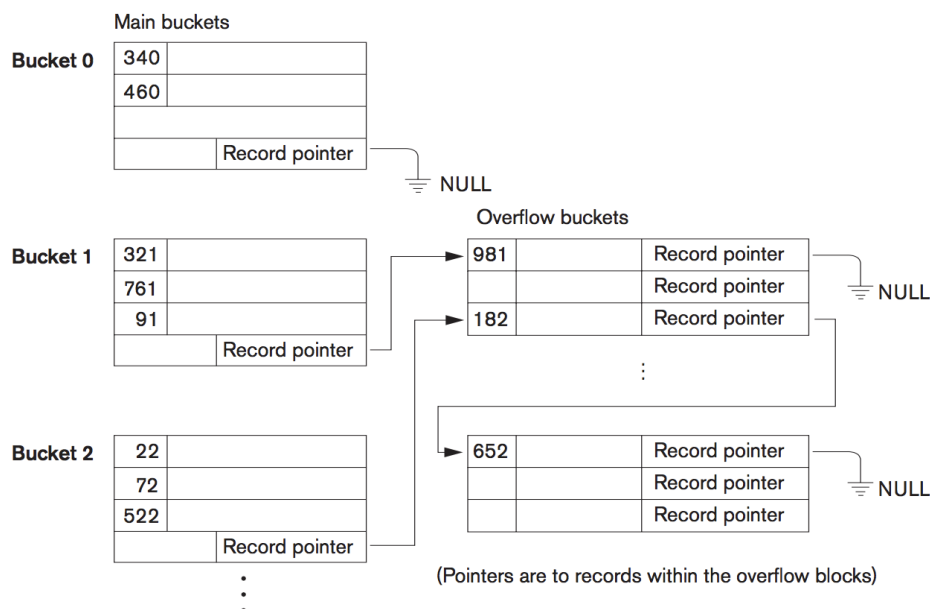 Main buckets
Bucket 0
340
460
Record pointer
NULL
Overflow buckets
Bucket 1
321
761
91
Record pointer
981 Record pointer
Record pointer
182 Record pointer
NULL
Bucket 2
22
72
522
Record pointer
652 Record pointer
Record pointer
Record pointer
NULL
(Pointers are to records within the overflow blocks)